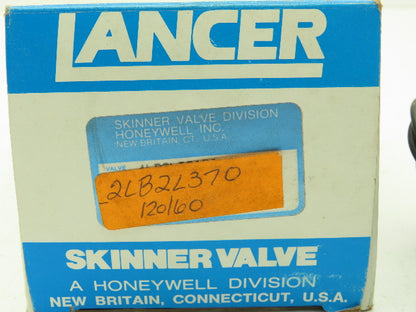 LANCER
SKINNER VALVE DIVISION
HONEYWELL INC.
NEW BRITAIN, CT. U.S.A.
VALVE
2LB2L370
120/60
SKINNER VALVE
A HONEYWELL DIVISION
NEW BRITAIN, CONNECTICUT, U.S.A.